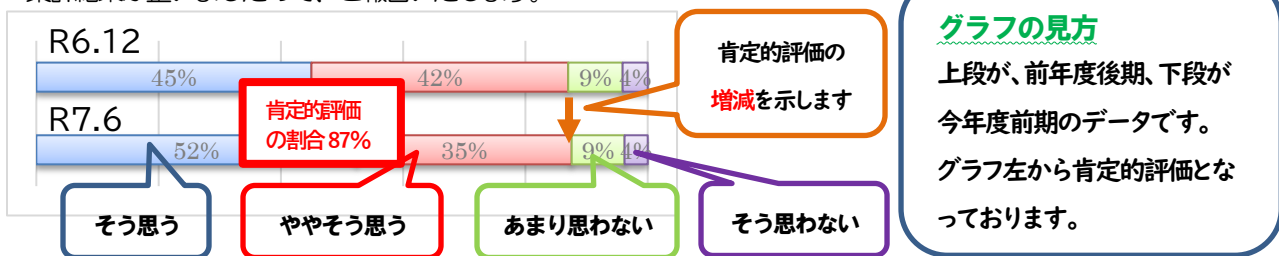 R6.12
45% 42% 9% 4%
R7.6
52% 35% 9% 4%
肯定的評価
の割合 87%
肯定的評価の
増減を示します
そう思う
ややそう思う
あまり思わない
そう思わない
グラフの見方
上段が、前年度後期、下段が
今年度前期のデータです。
グラフ左から肯定的評価とな
っております。